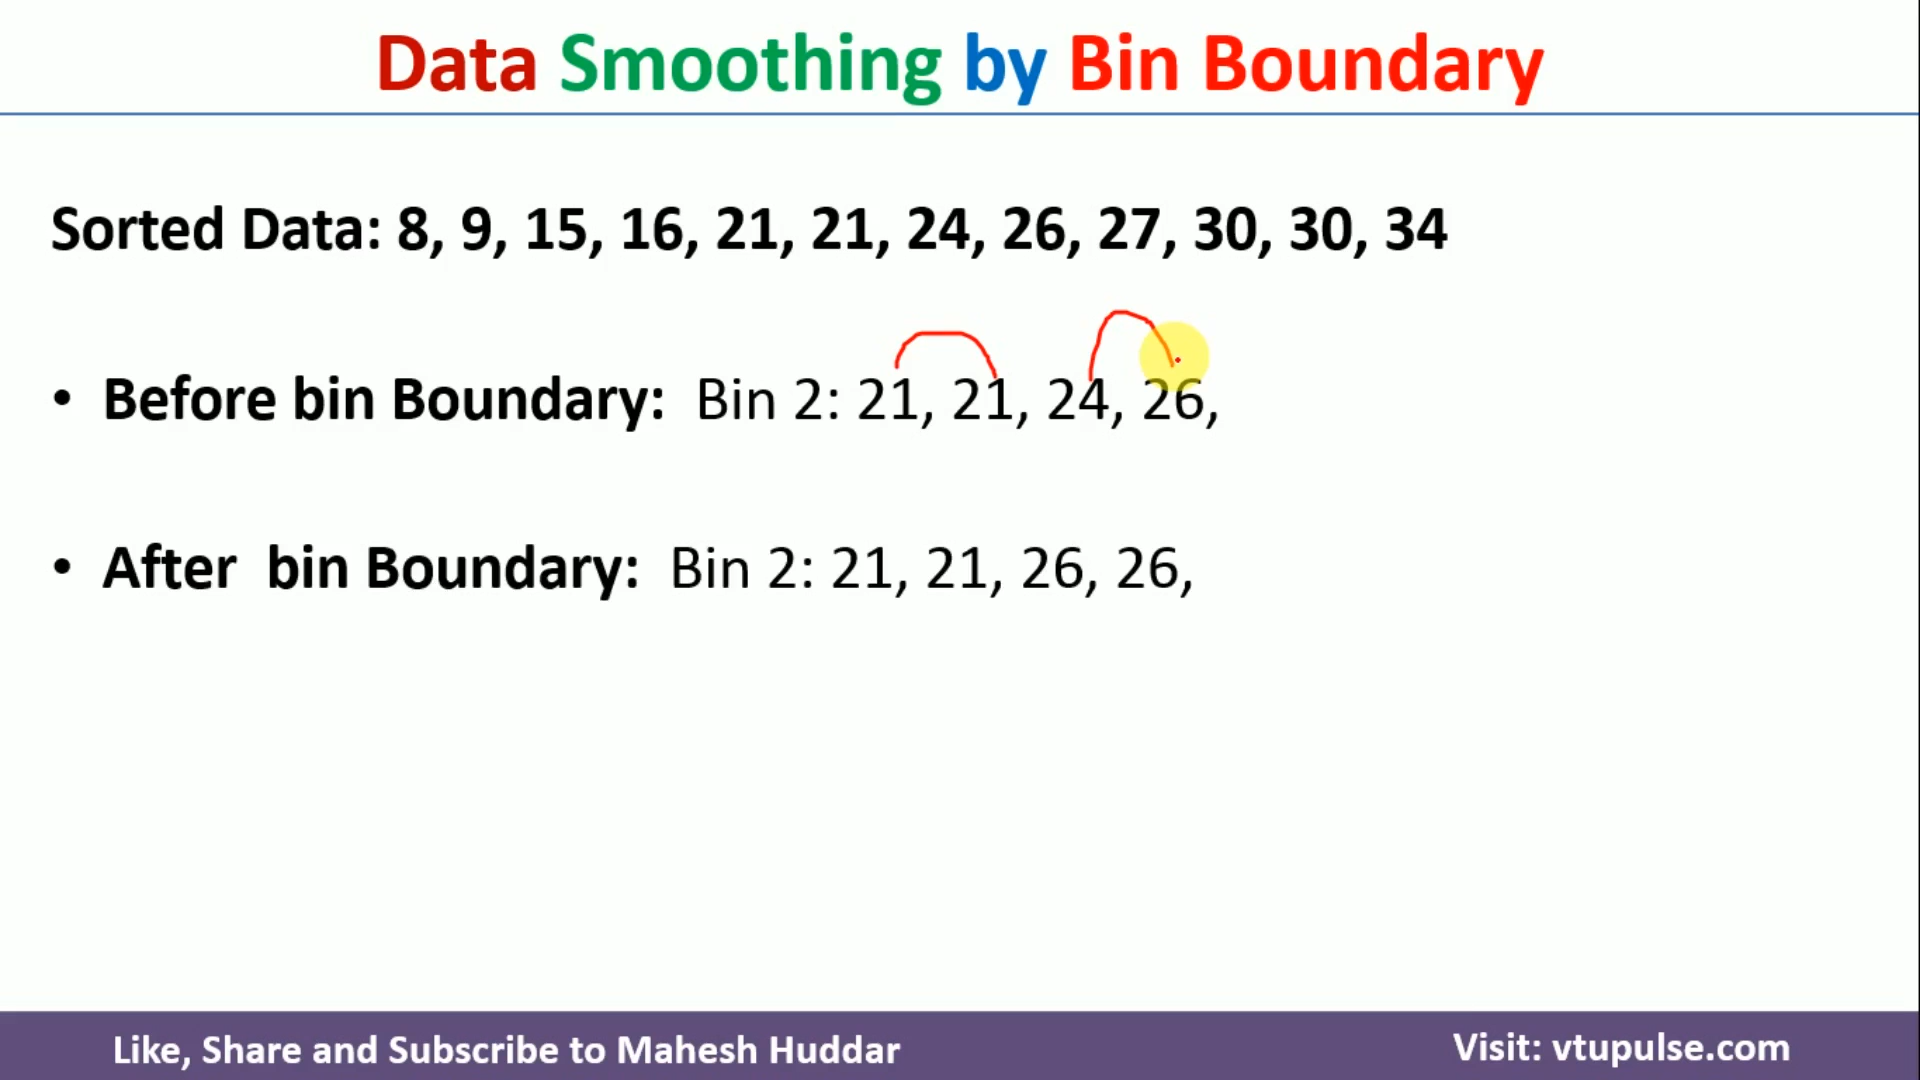 Data Smoothing by Bin Boundary
Sorted Data: 8, 9, 15, 16, 21, 21, 24, 26, 27, 30, 30, 34
• Before bin Boundary: Bin 2: 21, 21, 24, 26,
• After bin Boundary: Bin 2: 21, 21, 26, 26,
Like, Share and Subscribe to Mahesh Huddar
Visit: vtupulse.com